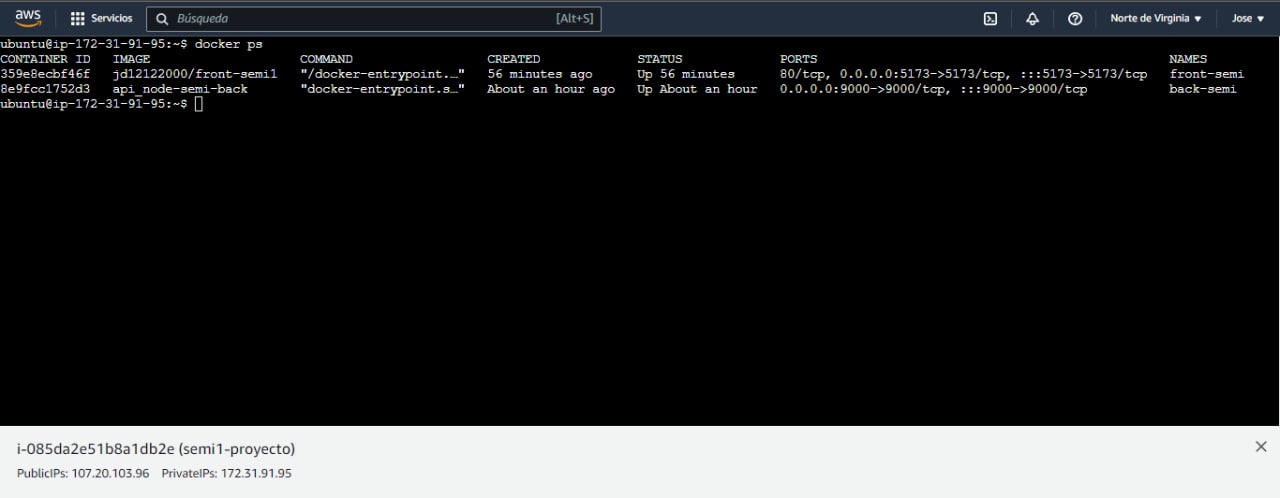 aws Servicios Búsqueda [Alt+S] Norte de Virginia ▼ Jose ▼
ubuntu@ip-172-31-91-95:~$ docker ps
CONTAINER ID IMAGE COMMAND CREATED STATUS PORTS NAMES
359e8ecbf46f jd12122000/front-semi1 "/docker-entrypoint.…" 56 minutes ago Up 56 minutes 80/tcp, 0.0.0.0:5173->5173/tcp, :::5173->5173/tcp front-semi
8e9fcc1752d3 api_node-semi-back "docker-entrypoint.s…" About an hour ago Up About an hour 0.0.0.0:9000->9000/tcp, :::9000->9000/tcp back-semi
ubuntu@ip-172-31-91-95:~$
i-085da2e51b8a1db2e (semi1-proyecto)
PublicIPs: 107.20.103.96 PrivateIPs: 172.31.91.95